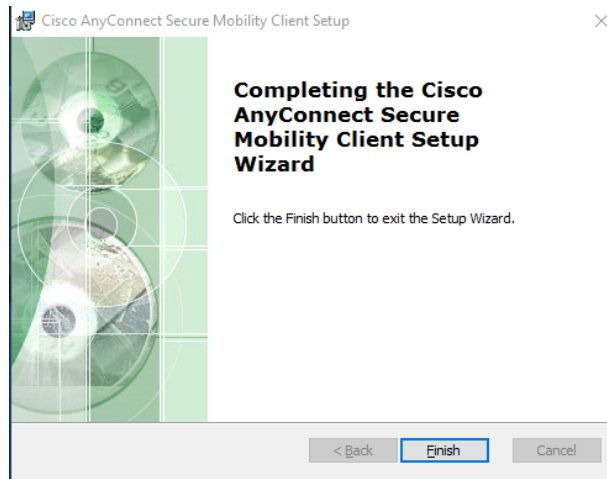 Cisco AnyConnect Secure Mobility Client Setup
Completing the Cisco
AnyConnect Secure
Mobility Client Setup
Wizard
Click the Finish button to exit the Setup Wizard.
< Back
Finish
Cancel